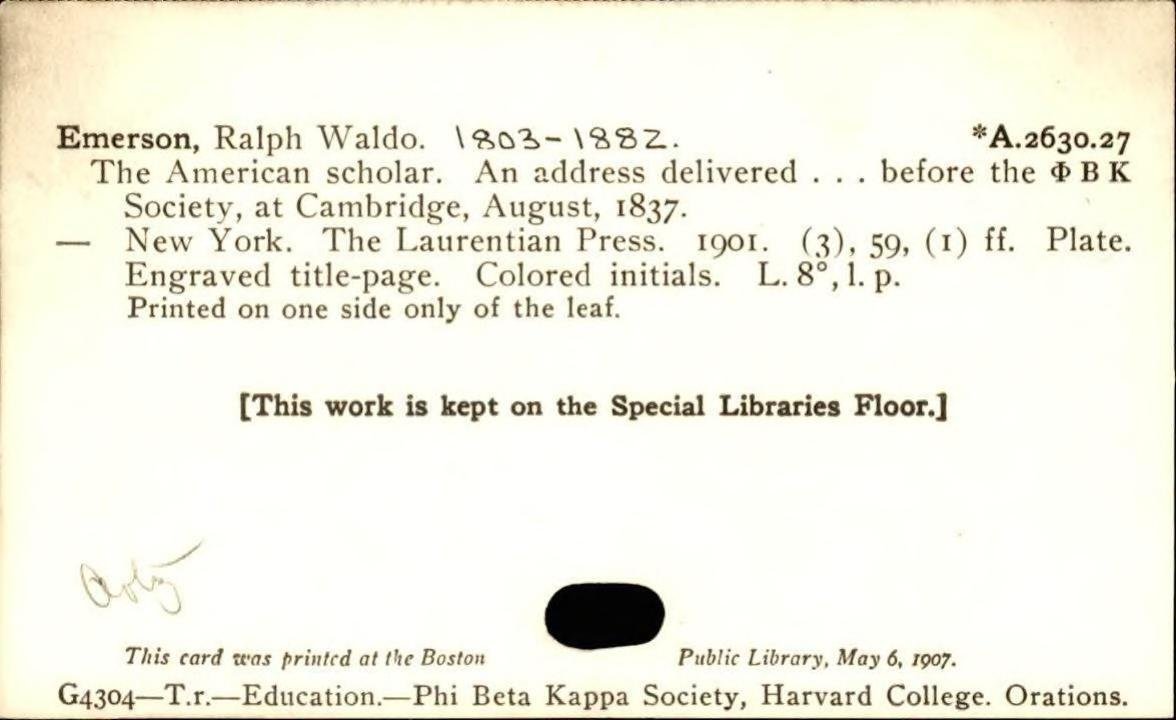 Emerson, Ralph Waldo. 1803-1882. *A.2630.27
The American scholar. An address delivered . . . before the Φ B K
Society, at Cambridge, August, 1837.
— New York. The Laurentian Press. 1901. (3), 59, (1) ff. Plate.
Engraved title-page. Colored initials. L. 8°, l. p.
Printed on one side only of the leaf.
[This work is kept on the Special Libraries Floor.]
This card was printed at the Boston Public Library, May 6, 1907.
G4304—T.r.—Education.—Phi Beta Kappa Society, Harvard College. Orations.